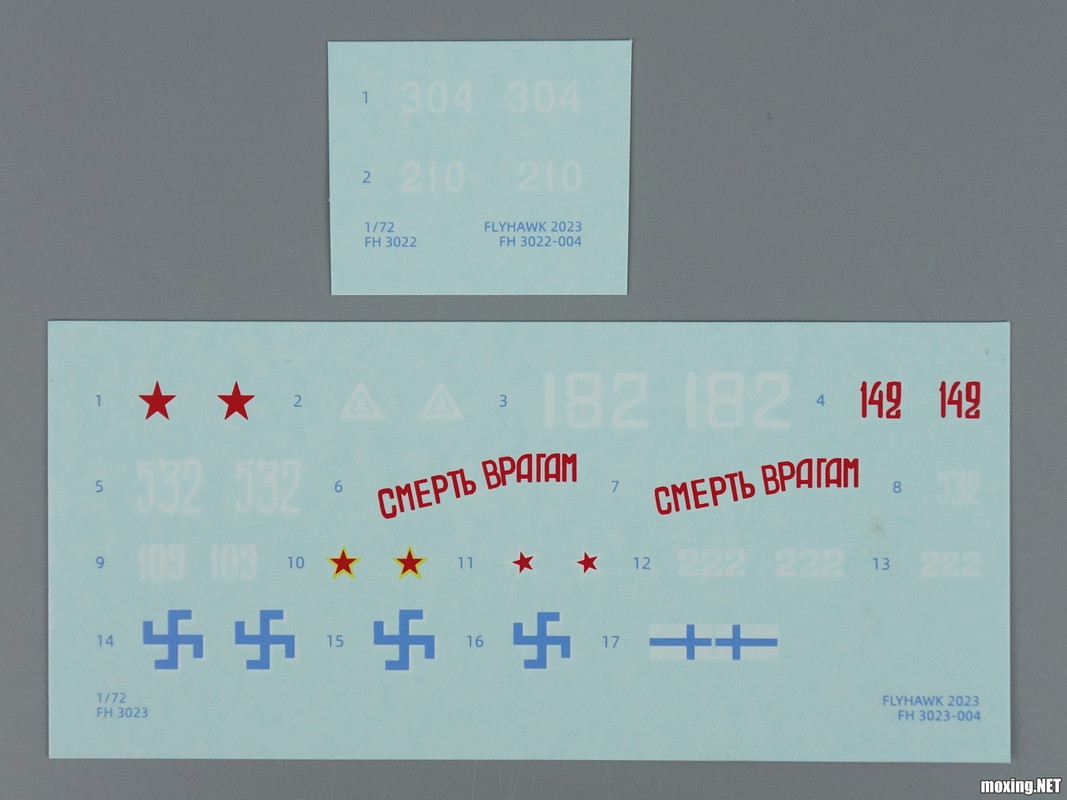 1 304 304
2 210 210
1/72 FLYHAWK 2023
FH 3022 FH 3022-004
1 2 3 182 182 4 142 142
5 532 532 6 СМЕРТЬ ВРАГАМ 7 СМЕРТЬ ВРАГАМ 8 532
9 109 109 10 11 12 222 222 13 222
14 15 16 17
1/72 FLYHAWK 2023
FH 3023 FH 3023-004
moxing.NET